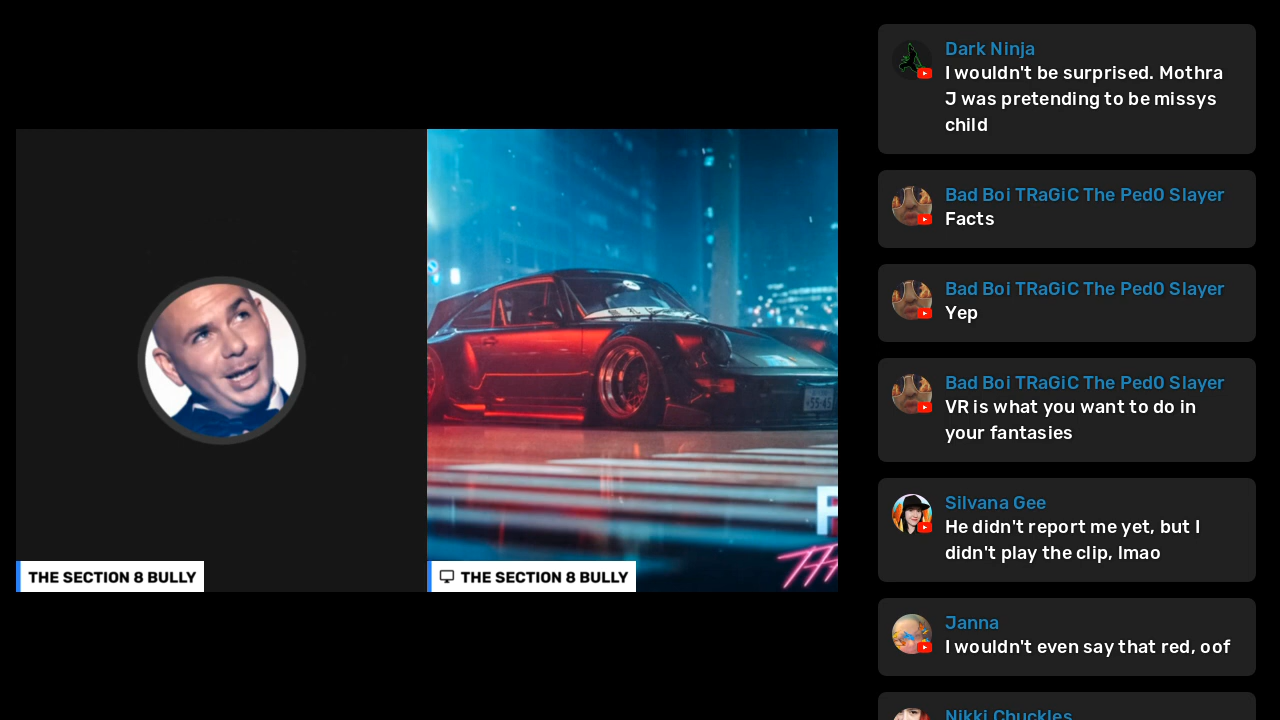 Dark Ninja
I wouldn't be surprised. Mothra
J was pretending to be missys
child
Bad Boi TRaGiC The Ped0 Slayer
Facts
Bad Boi TRaGiC The Ped0 Slayer
Yep
Bad Boi TRaGiC The Ped0 Slayer
VR is what you want to do in
your fantasies
Silvana Gee
He didn't report me yet, but I
didn't play the clip, lmao
Janna
I wouldn't even say that red, oof
Nikki Chuckles
THE SECTION 8 BULLY
THE SECTION 8 BULLY